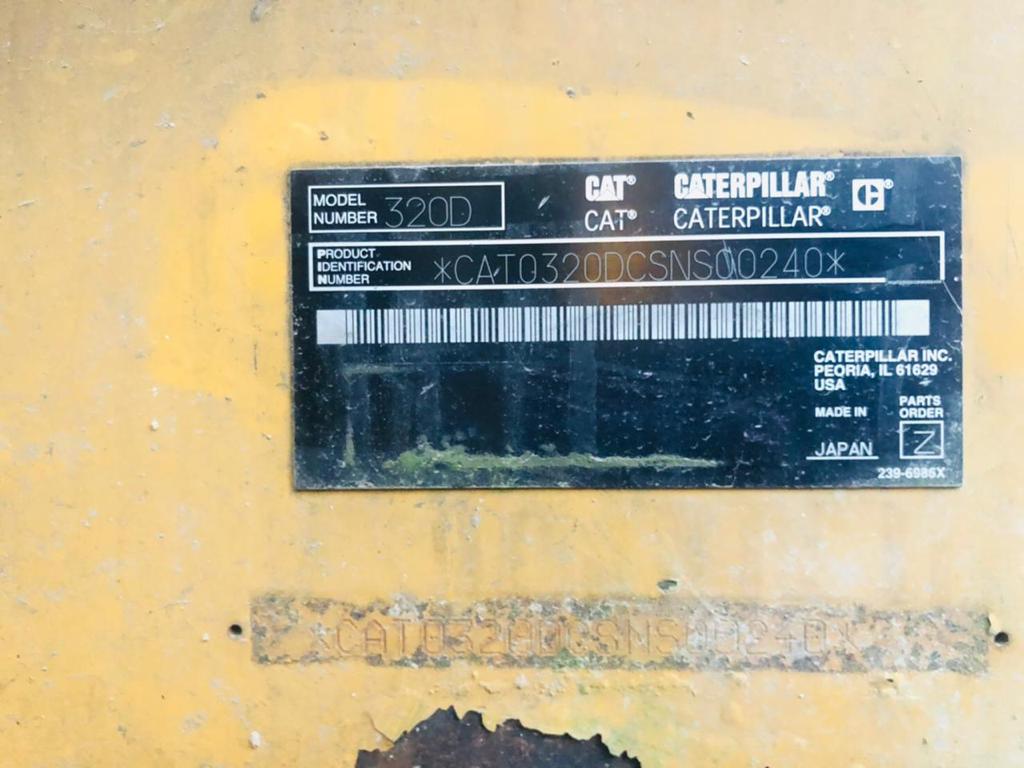 MODEL NUMBER 320D
CAT® CATERPILLAR® C®
CAT® CATERPILLAR®
PRODUCT IDENTIFICATION NUMBER *CAT0320DCSNS00240*
CATERPILLAR INC.
PEORIA, IL 61629
USA
MADE IN JAPAN
PARTS ORDER Z
239-6986X
*CAT0320DCSNS00240*